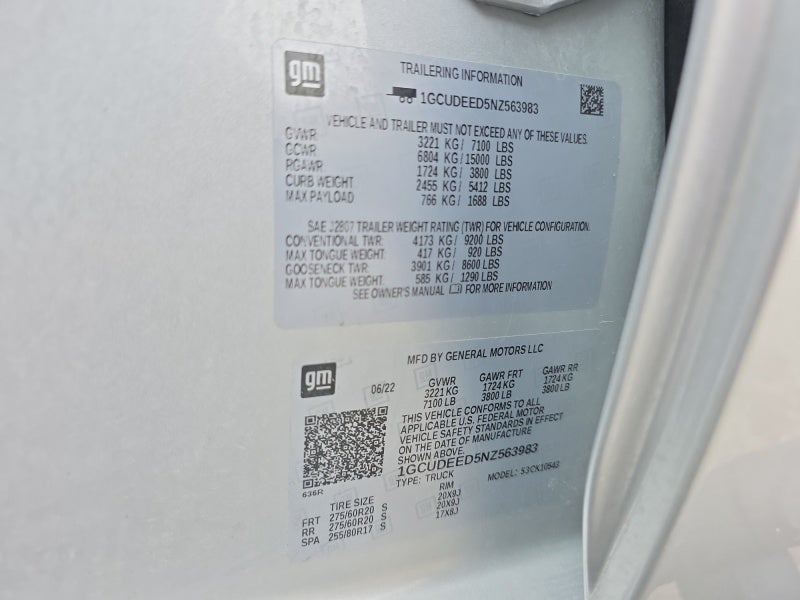 gm
TRAILERING INFORMATION
1GCUDEED5NZ563983
VEHICLE AND TRAILER MUST NOT EXCEED ANY OF THESE VALUES.
GVWR 3221 KG/ 7100 LBS
GCWR 6804 KG/ 15000 LBS
RGAWR 1724 KG/ 3800 LBS
CURB WEIGHT 2455 KG/ 5412 LBS
MAX PAYLOAD 766 KG/ 1688 LBS
SAE J2807 TRAILER WEIGHT RATING (TWR) FOR VEHICLE CONFIGURATION.
CONVENTIONAL TWR: 4173 KG/ 9200 LBS
MAX TONGUE WEIGHT: 417 KG/ 920 LBS
GOOSENECK TWR: 3901 KG/ 8600 LBS
MAX TONGUE WEIGHT: 585 KG/ 1290 LBS
SEE OWNER'S MANUAL FOR MORE INFORMATION
gm
MFD BY GENERAL MOTORS LLC
06/22 GVWR GAWR FRT GAWR RR
3221 KG 1724 KG 1724 KG
7100 LB 3800 LB 3800 LB
THIS VEHICLE CONFORMS TO ALL
APPLICABLE U.S. FEDERAL MOTOR
VEHICLE SAFETY STANDARDS IN EFFECT
ON THE DATE OF MANUFACTURE
SHOWN ABOVE.
1GCUDEED5NZ563983
TYPE: TRUCK MODEL: 53CK10543
636R
TIRE SIZE RIM
FRT 275/60R20 S 20X9J
RR 275/60R20 S 20X9J
SPA 255/80R17 S 17X8J